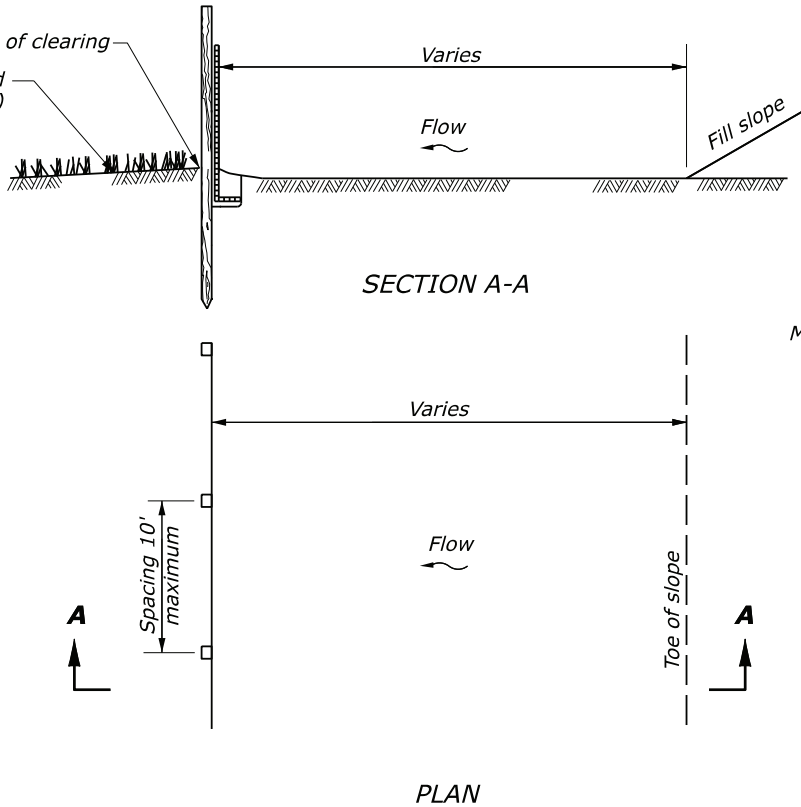 of clearing
Varies
Flow
Fill slope
SECTION A-A
Varies
Spacing 10'
maximum
Flow
Toe of slope
A
A
PLAN